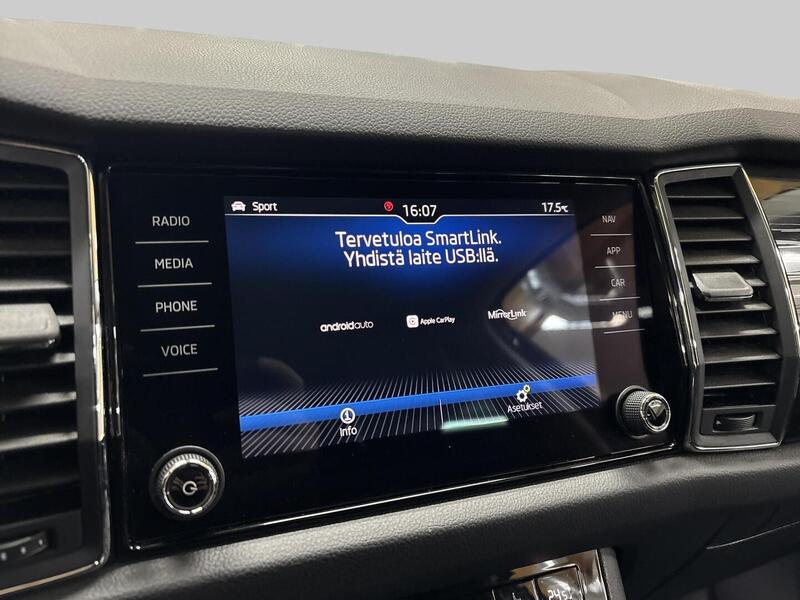 RADIO
MEDIA
PHONE
VOICE
Sport
16:07
17.5°C
Tervetuloa SmartLink.
Yhdistä laite USB:llä.
androidauto
Apple CarPlay
MirrorLink
Info
Asetukset
NAV
APP
CAR
MENU